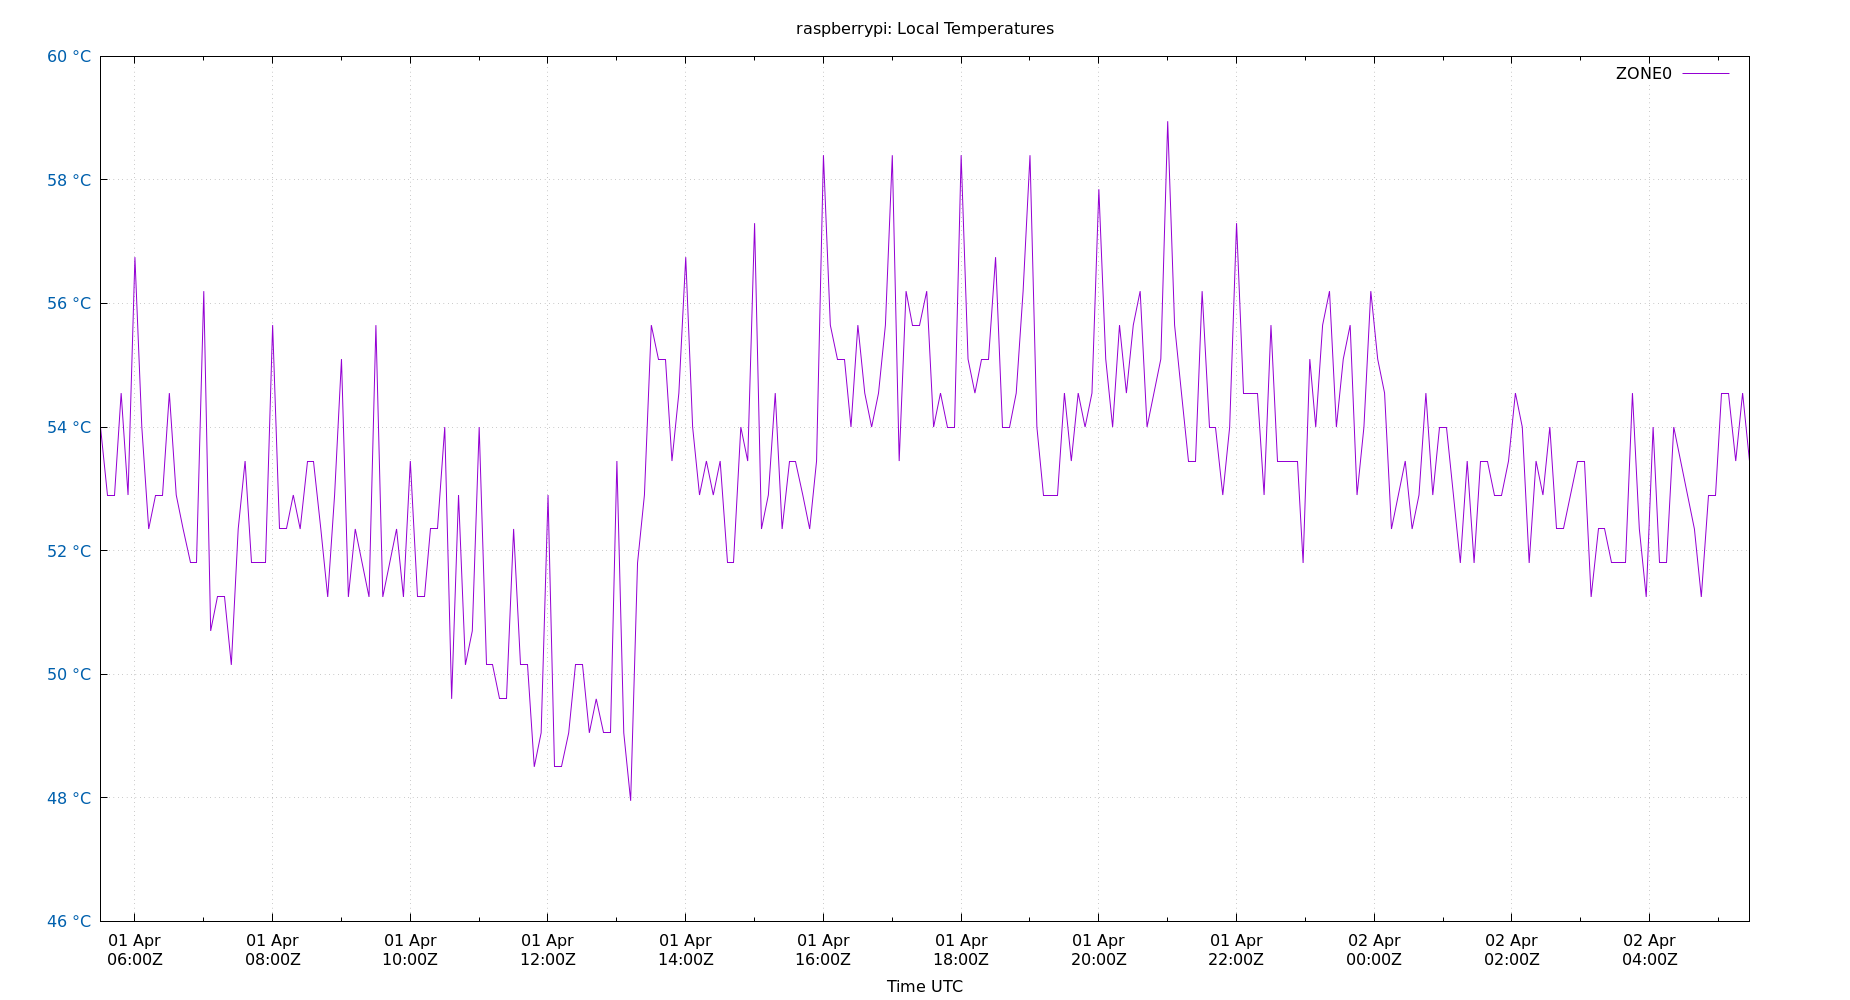 raspberrypi: Local Temperatures
60 °C
ZONE0
58 °C
56 °C
54 °C
52 °C
50 °C
48 °C
46 °C
01 Apr 01 Apr 01 Apr 01 Apr 01 Apr 01 Apr 01 Apr 01 Apr 01 Apr 02 Apr 02 Apr 02 Apr
06:00Z 08:00Z 10:00Z 12:00Z 14:00Z 16:00Z 18:00Z 20:00Z 22:00Z 00:00Z 02:00Z 04:00Z
Time UTC